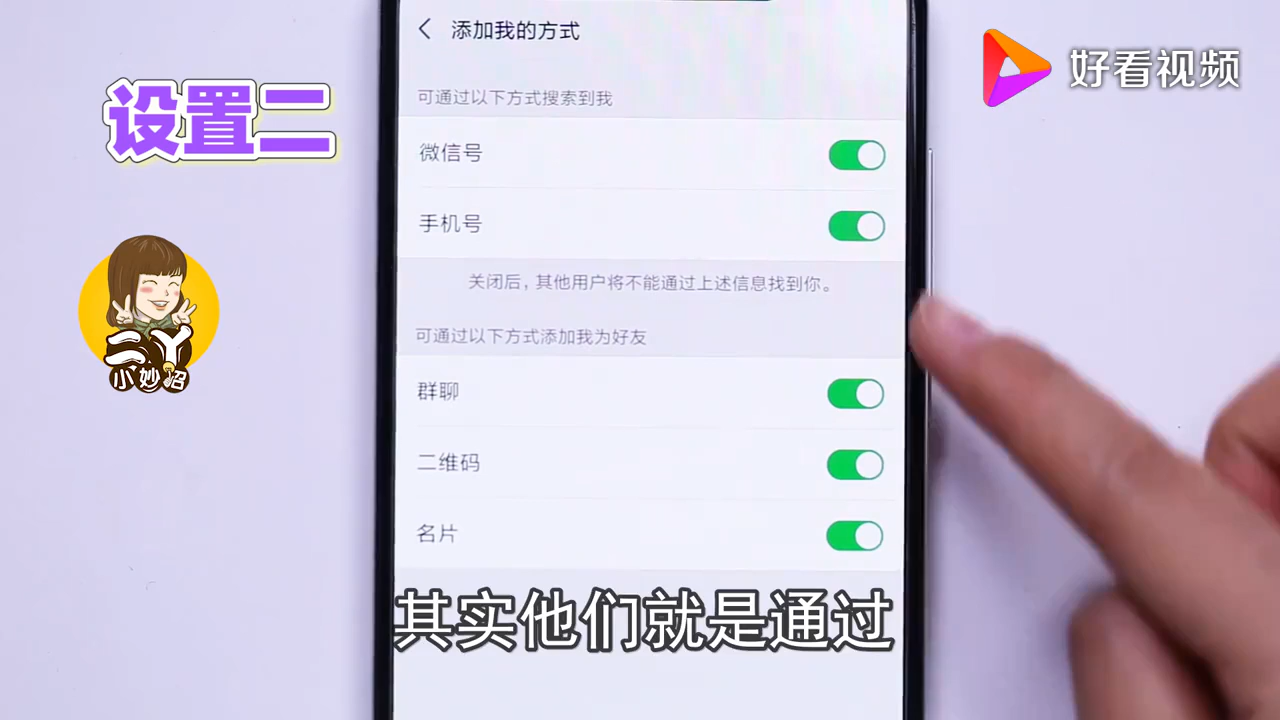 添加我的方式
好看视频
设置二
可通过以下方式搜索到我
微信号
手机号
关闭后，其他用户将不能通过上述信息找到你。
可通过以下方式添加我为好友
二丫
小妙招
群聊
二维码
名片
其实他们就是通过